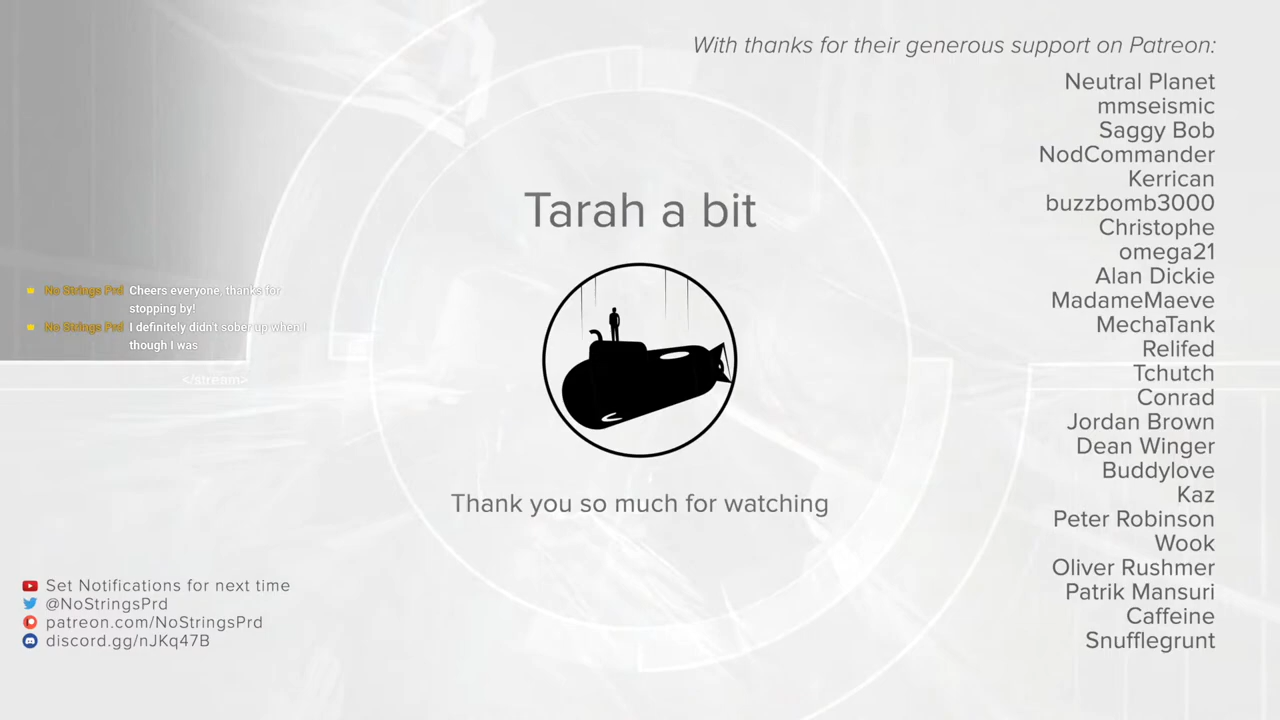 With thanks for their generous support on Patreon:
Neutral Planet
mmseismic
Saggy Bob
NodCommander
Kerrican
buzzbomb3000
Christophe
omega21
Alan Dickie
MadameMaeve
MechaTank
Relifed
Tchutch
Conrad
Jordan Brown
Dean Winger
Buddylove
Kaz
Peter Robinson
Wook
Oliver Rushmer
Patrik Mansuri
Caffeine
Snufflegrunt
Tarah a bit
Thank you so much for watching
No Strings Prd Cheers everyone, thanks for
stopping by!
No Strings Prd I definitely didn't sober up when I
though I was
</stream>
Set Notifications for next time
@NoStringsPrd
patreon.com/NoStringsPrd
discord.gg/nJKq47B